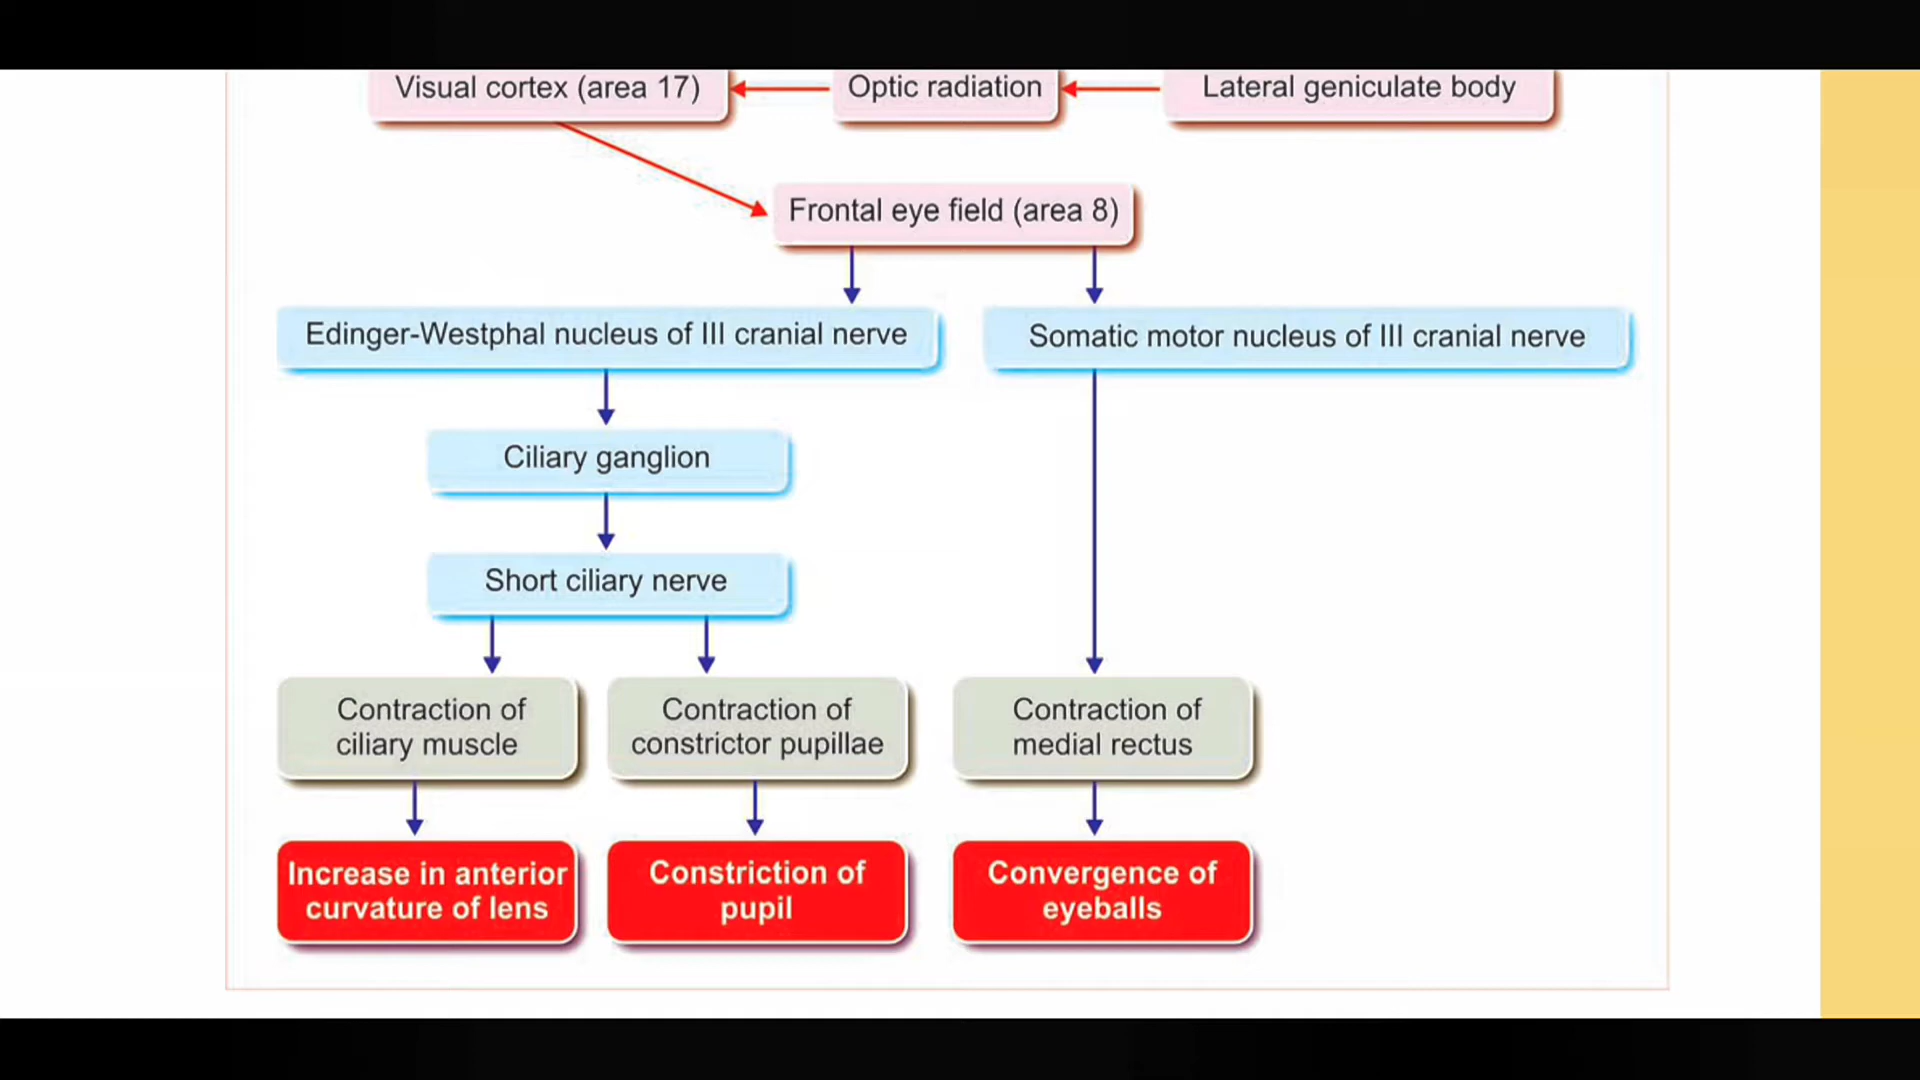 Visual cortex (area 17)
Optic radiation
Lateral geniculate body
Frontal eye field (area 8)
Edinger-Westphal nucleus of III cranial nerve
Somatic motor nucleus of III cranial nerve
Ciliary ganglion
Short ciliary nerve
Contraction of
ciliary muscle
Contraction of
constrictor pupillae
Contraction of
medial rectus
Increase in anterior
curvature of lens
Constriction of
pupil
Convergence of
eyeballs